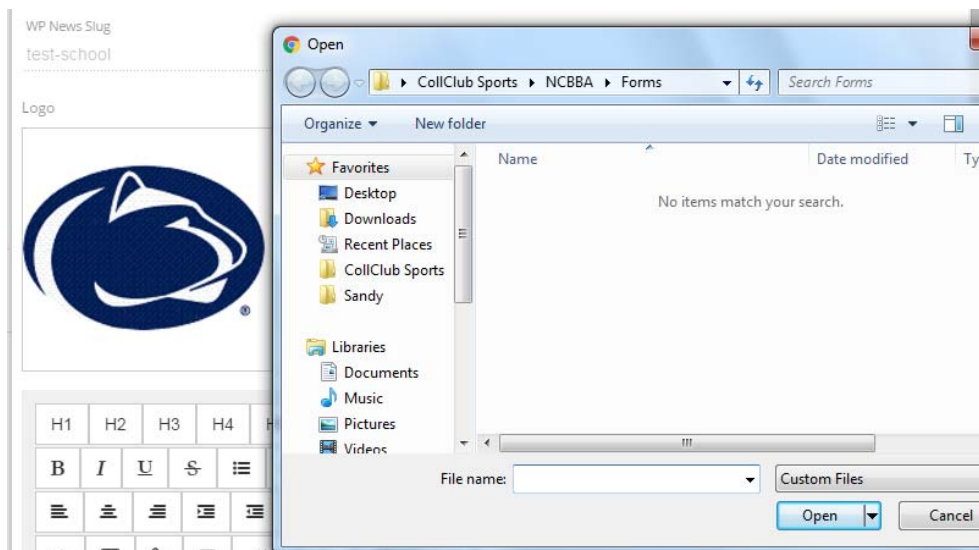 WP News Slug
test-school
Logo
®
H1 H2 H3 H4
B I U S
Open
CollClub Sports NCBBA Forms
Search Forms
Organize New folder
Favorites
Desktop
Downloads
Recent Places
CollClub Sports
Sandy
Libraries
Documents
Music
Pictures
Videos
Name Date modified Ty
No items match your search.
File name:
Custom Files
Open Cancel